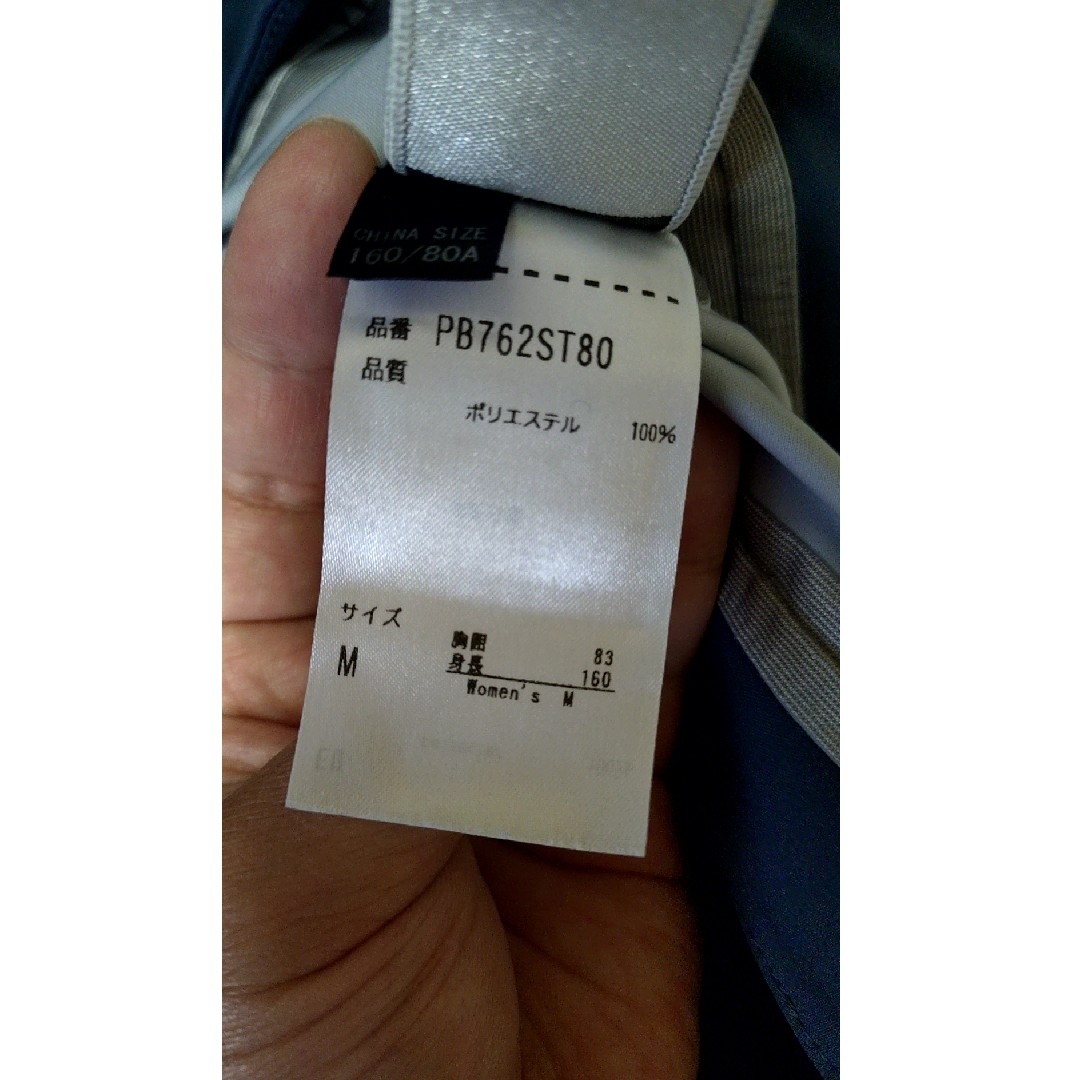 CHINA SIZE
160/80A
品番 PB762ST80
品質
ポリエステル 100%
サイズ
M
胸囲 83
身長 160
Women's M